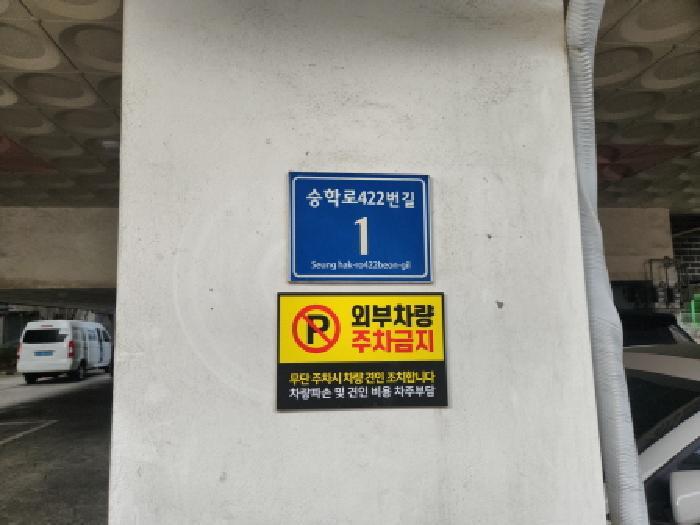 승학로422번길
1
Seung hak-ro422beon-gil
P
외부차량
주차금지
무단 주차시 차량 견인 조치합니다
차량파손 및 견인 비용 차주부담